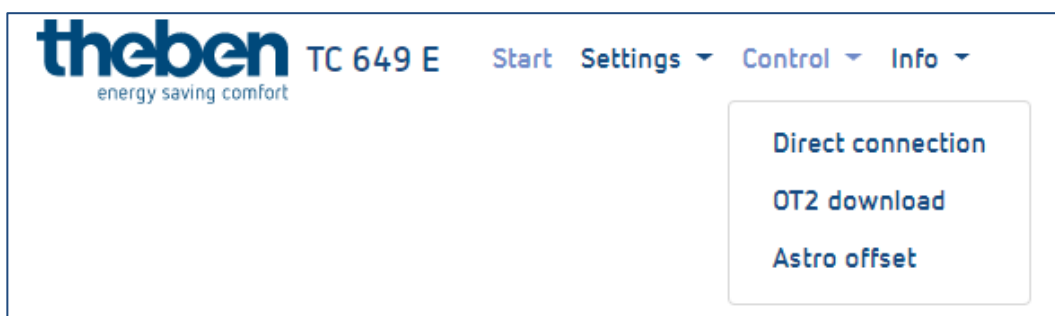 theben TC 649 E Start Settings Control Info
energy saving comfort
Direct connection
OT2 download
Astro offset